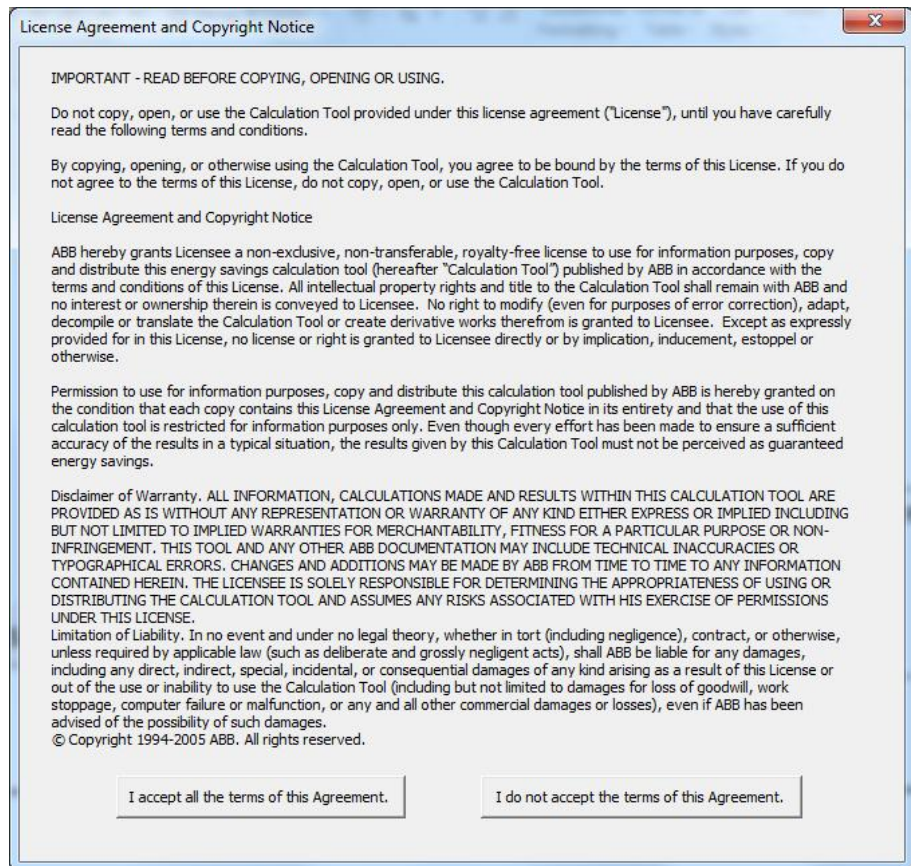 License Agreement and Copyright Notice
IMPORTANT - READ BEFORE COPYING, OPENING OR USING.
Do not copy, open, or use the Calculation Tool provided under this license agreement ("License"), until you have carefully
read the following terms and conditions.
By copying, opening, or otherwise using the Calculation Tool, you agree to be bound by the terms of this License. If you do
not agree to the terms of this License, do not copy, open, or use the Calculation Tool.
License Agreement and Copyright Notice
ABB hereby grants Licensee a non-exclusive, non-transferable, royalty-free license to use for information purposes, copy
and distribute this energy savings calculation tool (hereafter "Calculation Tool") published by ABB in accordance with the
terms and conditions of this License. All intellectual property rights and title to the Calculation Tool shall remain with ABB and
no interest or ownership therein is conveyed to Licensee.  No right to modify (even for purposes of error correction), adapt,
decompile or translate the Calculation Tool or create derivative works therefrom is granted to Licensee.  Except as expressly
provided for in this License, no license or right is granted to Licensee directly or by implication, inducement, estoppel or
otherwise.
Permission to use for information purposes, copy and distribute this calculation tool published by ABB is hereby granted on
the condition that each copy contains this License Agreement and Copyright Notice in its entirety and that the use of this
calculation tool is restricted for information purposes only. Even though every effort has been made to ensure a sufficient
accuracy of the results in a typical situation, the results given by this Calculation Tool must not be perceived as guaranteed
energy savings.
Disclaimer of Warranty. ALL INFORMATION, CALCULATIONS MADE AND RESULTS WITHIN THIS CALCULATION TOOL ARE
PROVIDED AS IS WITHOUT ANY REPRESENTATION OR WARRANTY OF ANY KIND EITHER EXPRESS OR IMPLIED INCLUDING
BUT NOT LIMITED TO IMPLIED WARRANTIES FOR MERCHANTABILITY, FITNESS FOR A PARTICULAR PURPOSE OR NON-
INFRINGEMENT. THIS TOOL AND ANY OTHER ABB DOCUMENTATION MAY INCLUDE TECHNICAL INACCURACIES OR
TYPOGRAPHICAL ERRORS. CHANGES AND ADDITIONS MAY BE MADE BY ABB FROM TIME TO TIME TO ANY INFORMATION
CONTAINED HEREIN. THE LICENSEE IS SOLELY RESPONSIBLE FOR DETERMINING THE APPROPRIATENESS OF USING OR
DISTRIBUTING THE CALCULATION TOOL AND ASSUMES ANY RISKS ASSOCIATED WITH HIS EXERCISE OF PERMISSIONS
UNDER THIS LICENSE.
Limitation of Liability. In no event and under no legal theory, whether in tort (including negligence), contract, or otherwise,
unless required by applicable law (such as deliberate and grossly negligent acts), shall ABB be liable for any damages,
including any direct, indirect, special, incidental, or consequential damages of any kind arising as a result of this License or
out of the use or inability to use the Calculation Tool (including but not limited to damages for loss of goodwill, work
stoppage, computer failure or malfunction, or any and all other commercial damages or losses), even if ABB has been
advised of the possibility of such damages.
© Copyright 1994-2005 ABB. All rights reserved.
I accept all the terms of this Agreement.
I do not accept the terms of this Agreement.